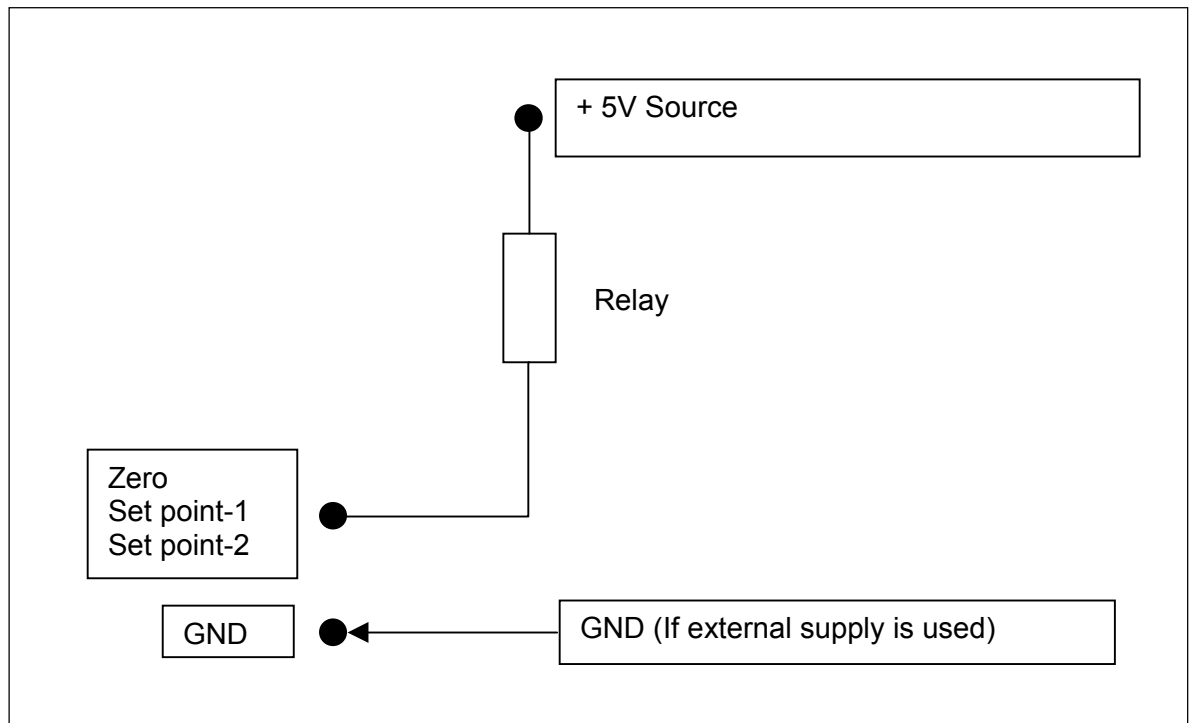 + 5V Source
Relay
Zero
Set point-1
Set point-2
GND
GND (If external supply is used)